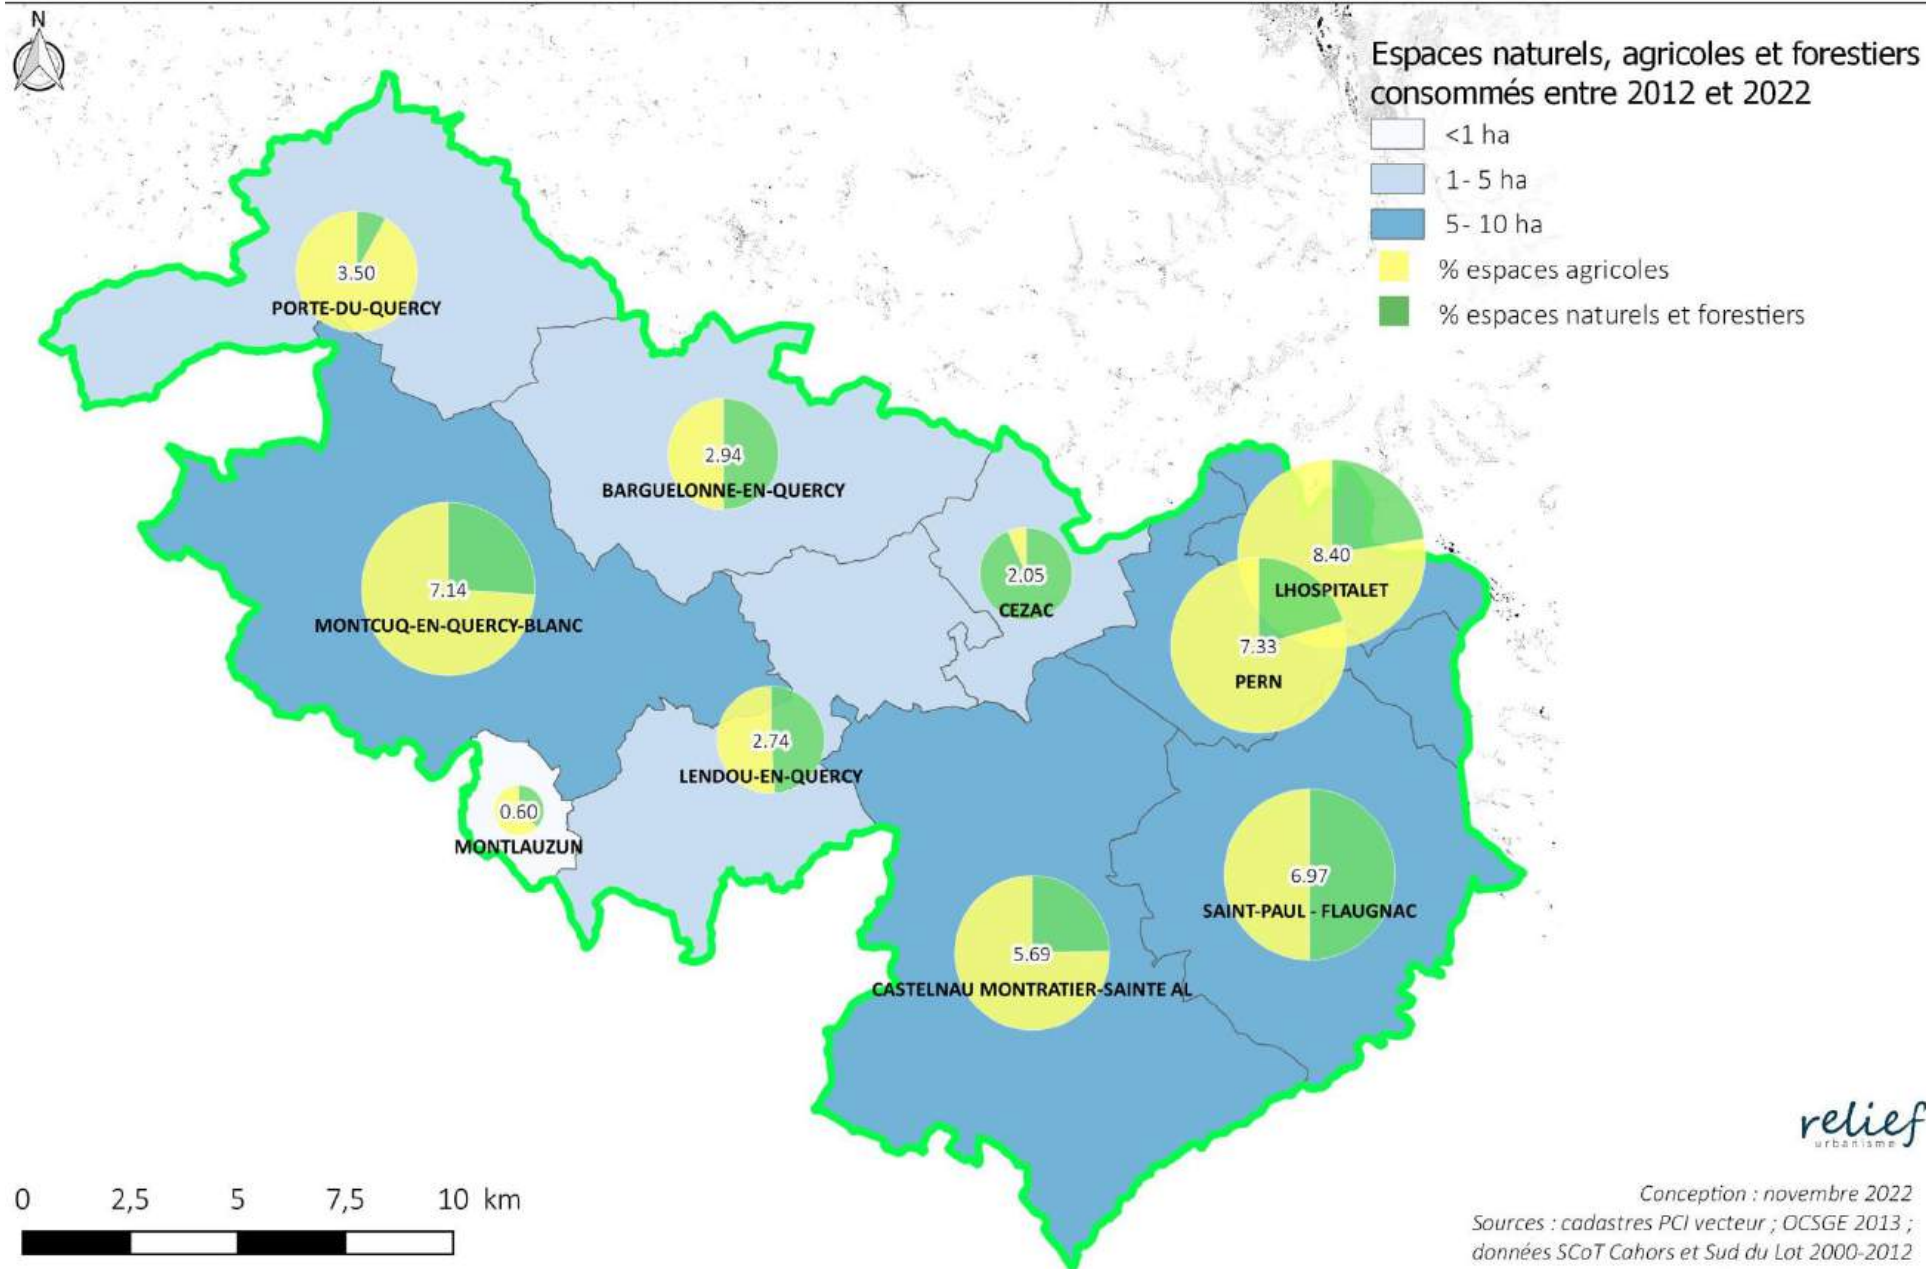 N
Espaces naturels, agricoles et forestiers
consommés entre 2012 et 2022
<1 ha
1- 5 ha
5- 10 ha
% espaces agricoles
% espaces naturels et forestiers
3.50
PORTE-DU-QUERCY
2.94
BARGUELONNE-EN-QUERCY
7.14
MONTCUQ-EN-QUERCY-BLANC
2.05
CEZAC
8.40
LHOSPITALET
7.33
PERN
2.74
LENDOU-EN-QUERCY
0.60
MONTLAUZUN
6.97
SAINT-PAUL - FLAUGNAC
5.69
CASTELNAU MONTRATIER-SAINTE AL
relief
urbanisme
0 2,5 5 7,5 10 km
Conception : novembre 2022
Sources : cadastres PCI vecteur ; OCSGE 2013 ;
données SCoT Cahors et Sud du Lot 2000-2012